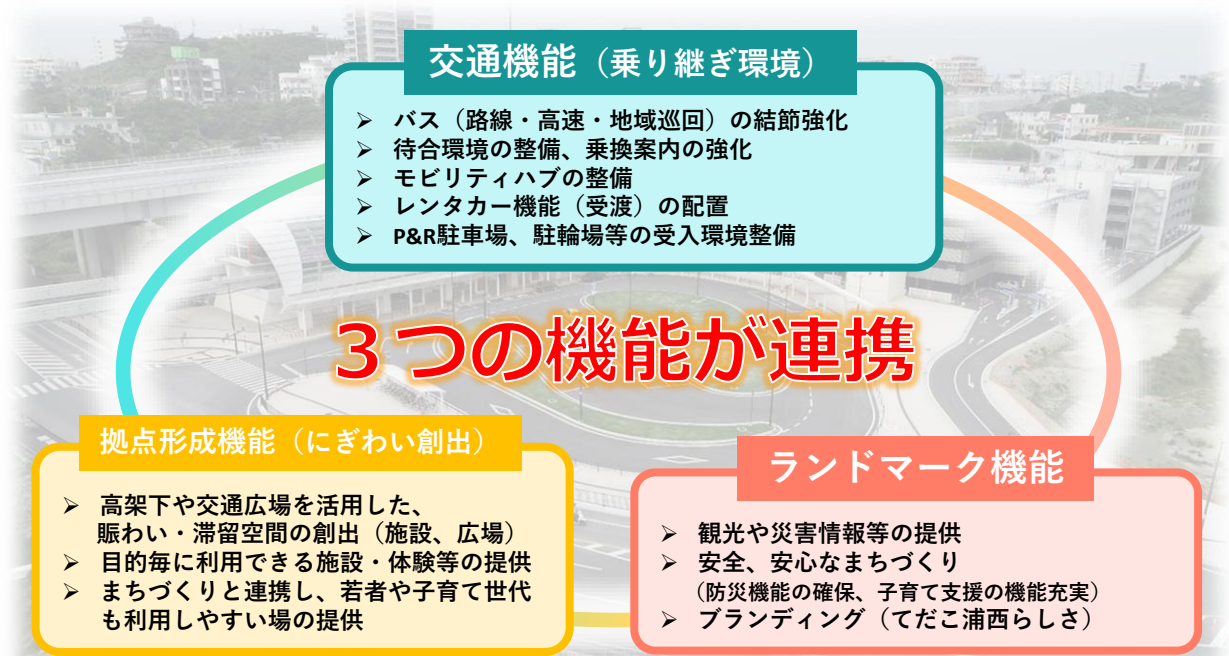 交通機能（乗り継ぎ環境）
➢ バス（路線・高速・地域巡回）の結節強化
➢ 待合環境の整備、乗換案内の強化
➢ モビリティハブの整備
➢ レンタカー機能（受渡）の配置
➢ P&R駐車場、駐輪場等の受入環境整備
３つの機能が連携
拠点形成機能（にぎわい創出）
➢ 高架下や交通広場を活用した、
賑わい・滞留空間の創出（施設、広場）
➢ 目的毎に利用できる施設・体験等の提供
➢ まちづくりと連携し、若者や子育て世代
も利用しやすい場の提供
ランドマーク機能
➢ 観光や災害情報等の提供
➢ 安全、安心なまちづくり
（防災機能の確保、子育て支援の機能充実）
➢ ブランディング（てだこ浦西らしさ）